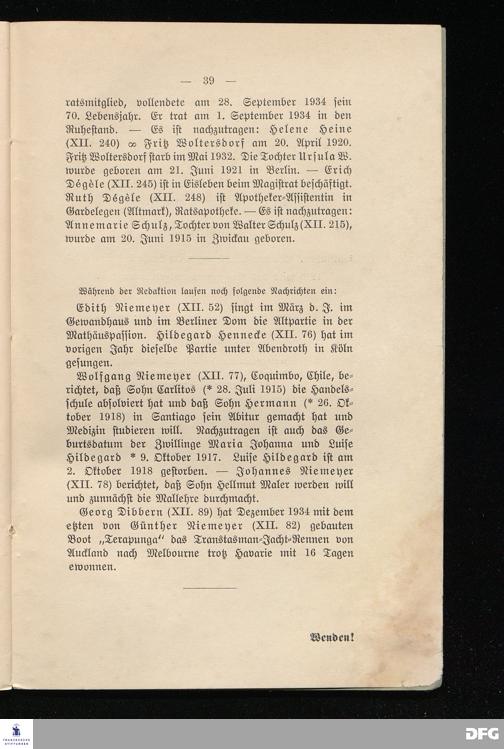 — 39 —
ratsmitglied, vollendete am 28. September 1934 sein
70. Lebensjahr. Er trat am 1. September 1934 in den
Ruhestand. — Es ist nachzutragen: Helene Heine
(XII. 240) ∞ Fritz Woltersdorf am 20. April 1920.
Fritz Woltersdorf starb im Mai 1932. Die Tochter Ursula W.
wurde geboren am 21. Juni 1921 in Berlin. — Erich
Dégèle (XII. 245) ist in Eisleben beim Magistrat beschäftigt.
Ruth Dégèle (XII. 248) ist Apotheker-Assistentin in
Gardelegen (Altmark), Ratsapotheke. — Es ist nachzutragen:
Annemarie Schulz, Tochter von Walter Schulz (XII. 215),
wurde am 20. Juni 1915 in Zwickau geboren.
Während der Redaktion laufen noch folgende Nachrichten ein:
Edith Niemeyer (XII. 52) singt im März d. J. im
Gewandhaus und im Berliner Dom die Altpartie in der
Mathäuspassion. Hildegard Hennecke (XII. 76) hat im
vorigen Jahr dieselbe Partie unter Abendroth in Köln
gesungen.
Wolfgang Niemeyer (XII. 77), Coquimbo, Chile, be-
richtet, daß Sohn Carlitos (* 28. Juli 1915) die Handels-
schule absolviert hat und daß Sohn Hermann (* 26. Ok-
tober 1918) in Santiago sein Abitur gemacht hat und
Medizin studieren will. Nachzutragen ist auch das Ge-
burtsdatum der Zwillinge Maria Johanna und Luise
Hildegard * 9. Oktober 1917. Luise Hildegard ist am
2. Oktober 1918 gestorben. — Johannes Niemeyer
(XII. 78) berichtet, daß Sohn Hellmut Maler werden will
und zunnächst die Mallehre durchmacht.
Georg Dibbern (XII. 89) hat Dezember 1934 mit dem
etzten von Günther Niemeyer (XII. 82) gebauten
Boot „Terapunga“ das Transtasman-Jacht-Rennen von
Auckland nach Melbourne trotz Havarie mit 16 Tagen
ewonnen.
Wenden!
FRANCKESCHE
STIFTUNGEN
DFG